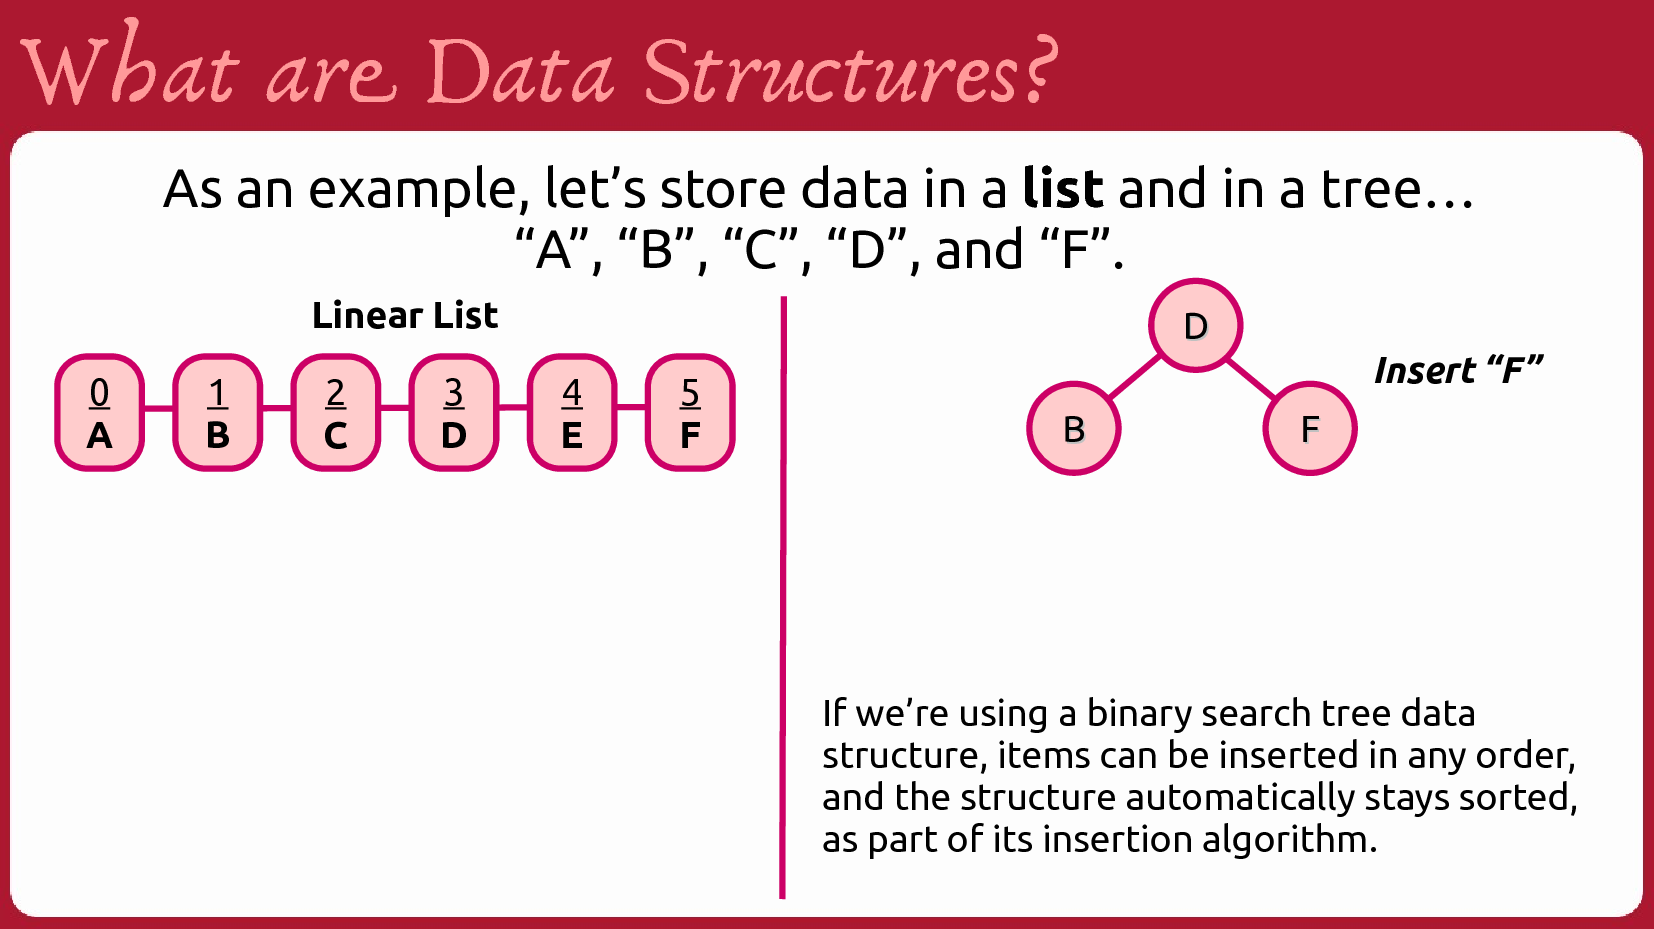 What are Data Structures?
As an example, let’s store data in a list and in a tree…
“A”, “B”, “C”, “D”, and “F”.
Linear List
0 1 2 3 4 5
A B C D E F
D
Insert “F”
B F
If we’re using a binary search tree data
structure, items can be inserted in any order,
and the structure automatically stays sorted,
as part of its insertion algorithm.